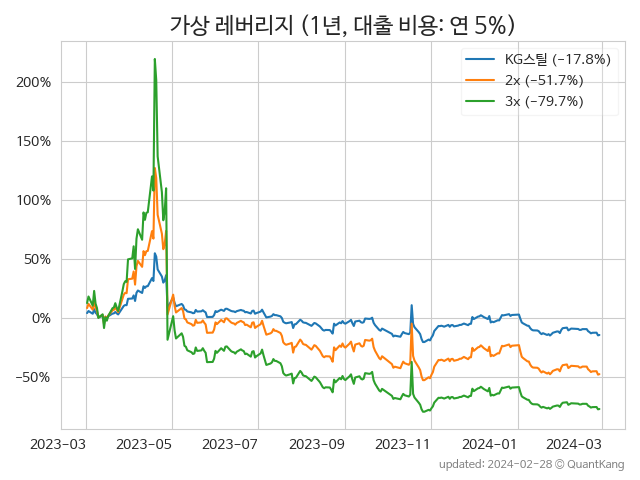 가상 레버리지 (1년, 대출 비용: 연 5%)
KG스틸 (-17.8%)
2x (-51.7%)
3x (-79.7%)
200%
150%
100%
50%
0%
-50%
2023-03 2023-05 2023-07 2023-09 2023-11 2024-01 2024-03
updated: 2024-02-28 © QuantKang